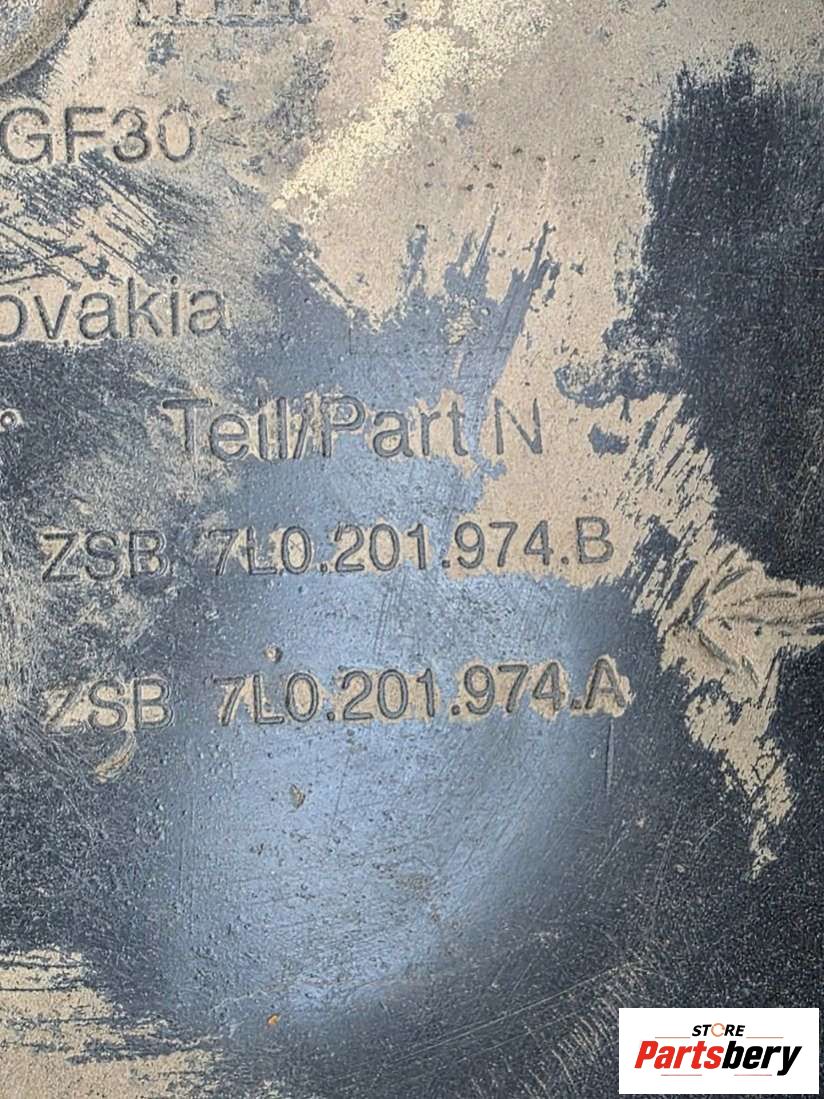 GF30
ovakia
° Teil/Part N
ZSB 7L0.201.974.B
ZSB 7L0.201.974.A
STORE
Partsbery